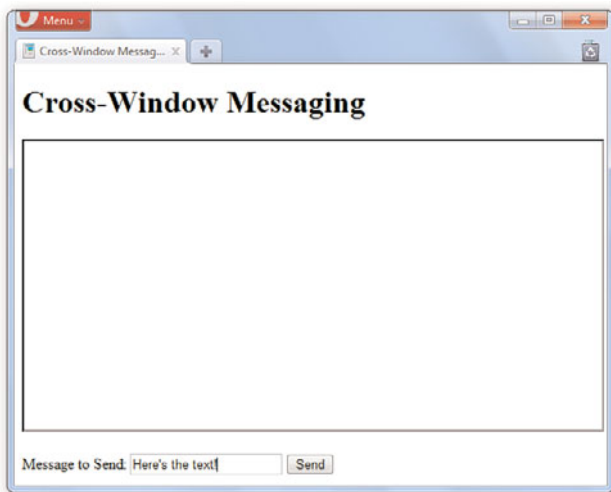 Menu
Cross-Window Messag...
Cross-Window Messaging
Message to Send: Here's the text!
Send